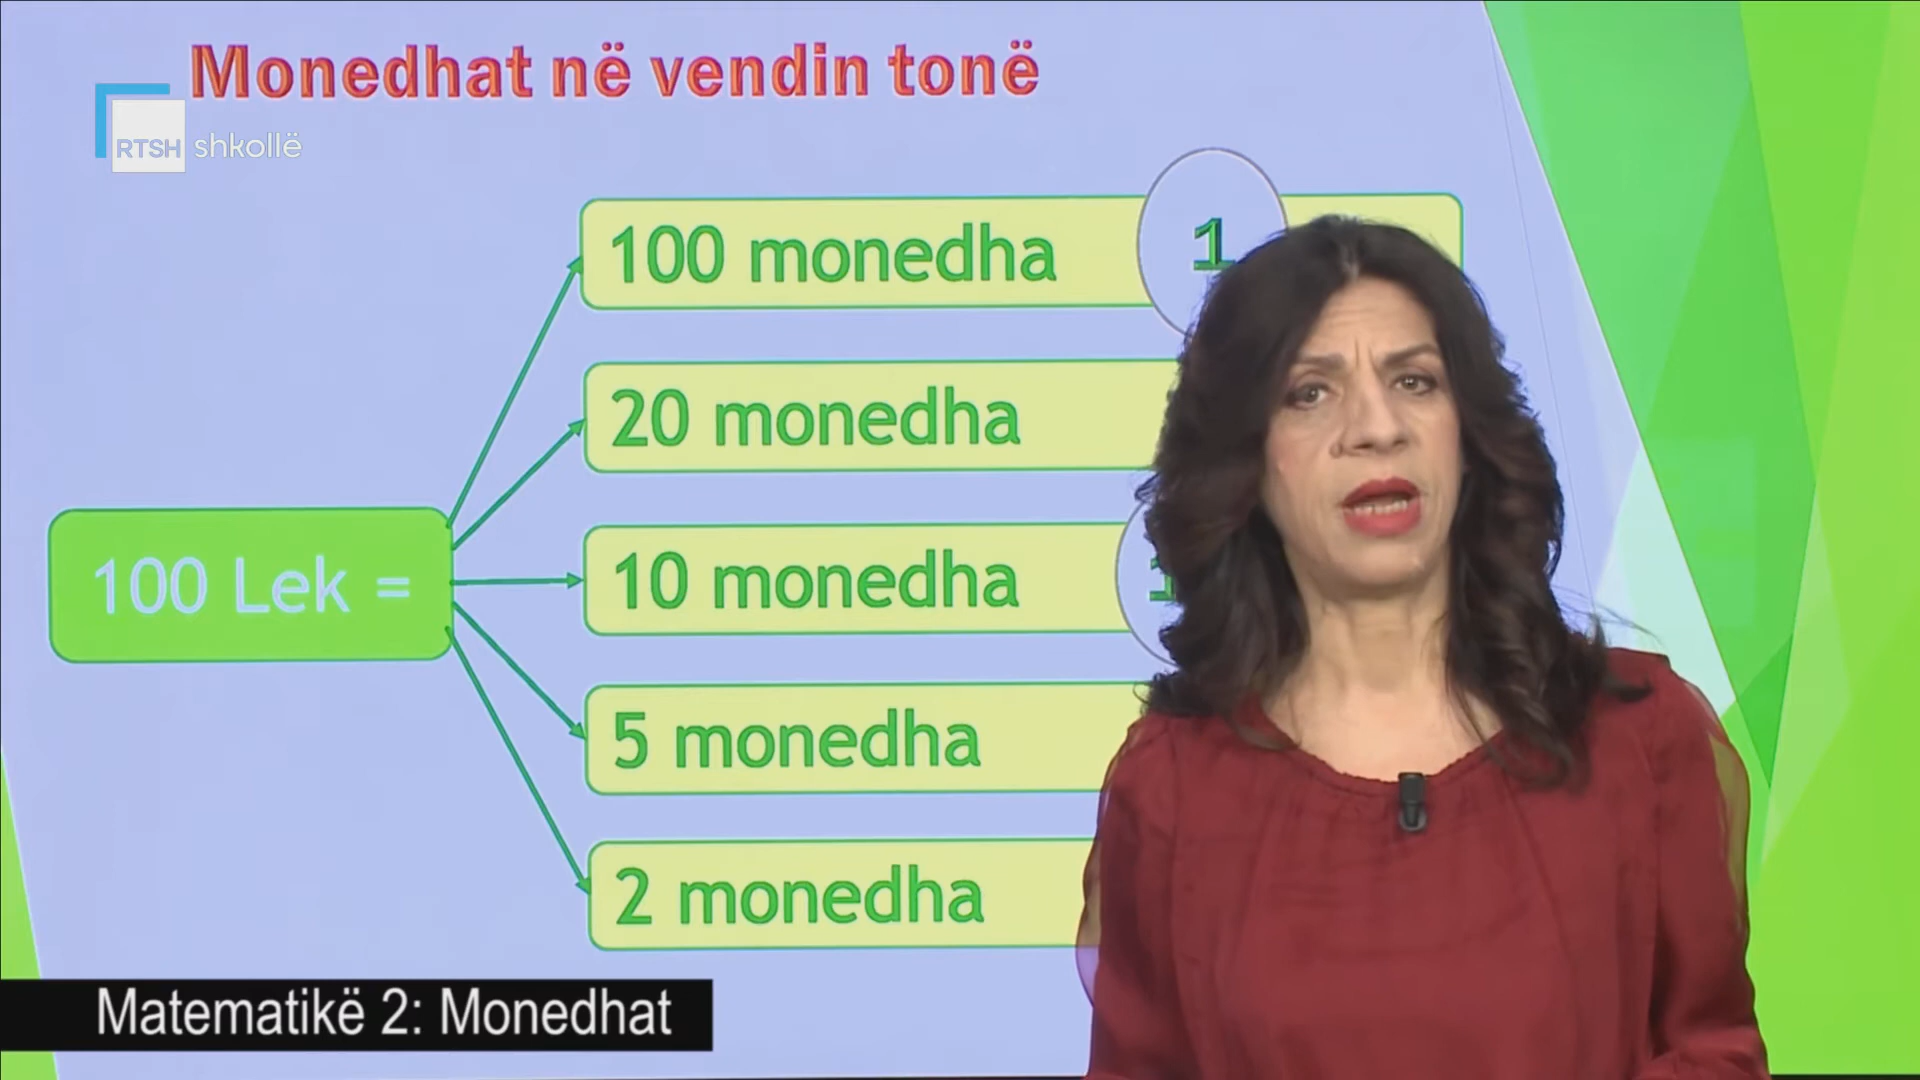 Monedhat në vendin tonë
RTSH shkollë
100 monedha 1
20 monedha
10 monedha
100 Lek =
5 monedha
2 monedha
Matematikë 2: Monedhat